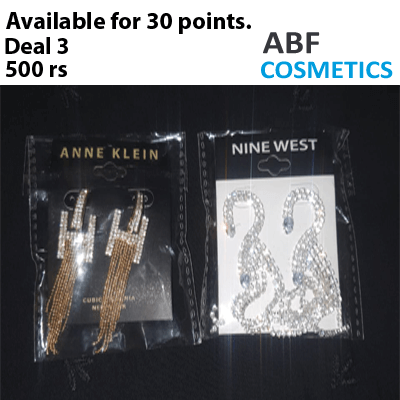 Available for 30 points.
Deal 3
500 rs
ABF
COSMETICS
ANNE KLEIN
NINE WEST